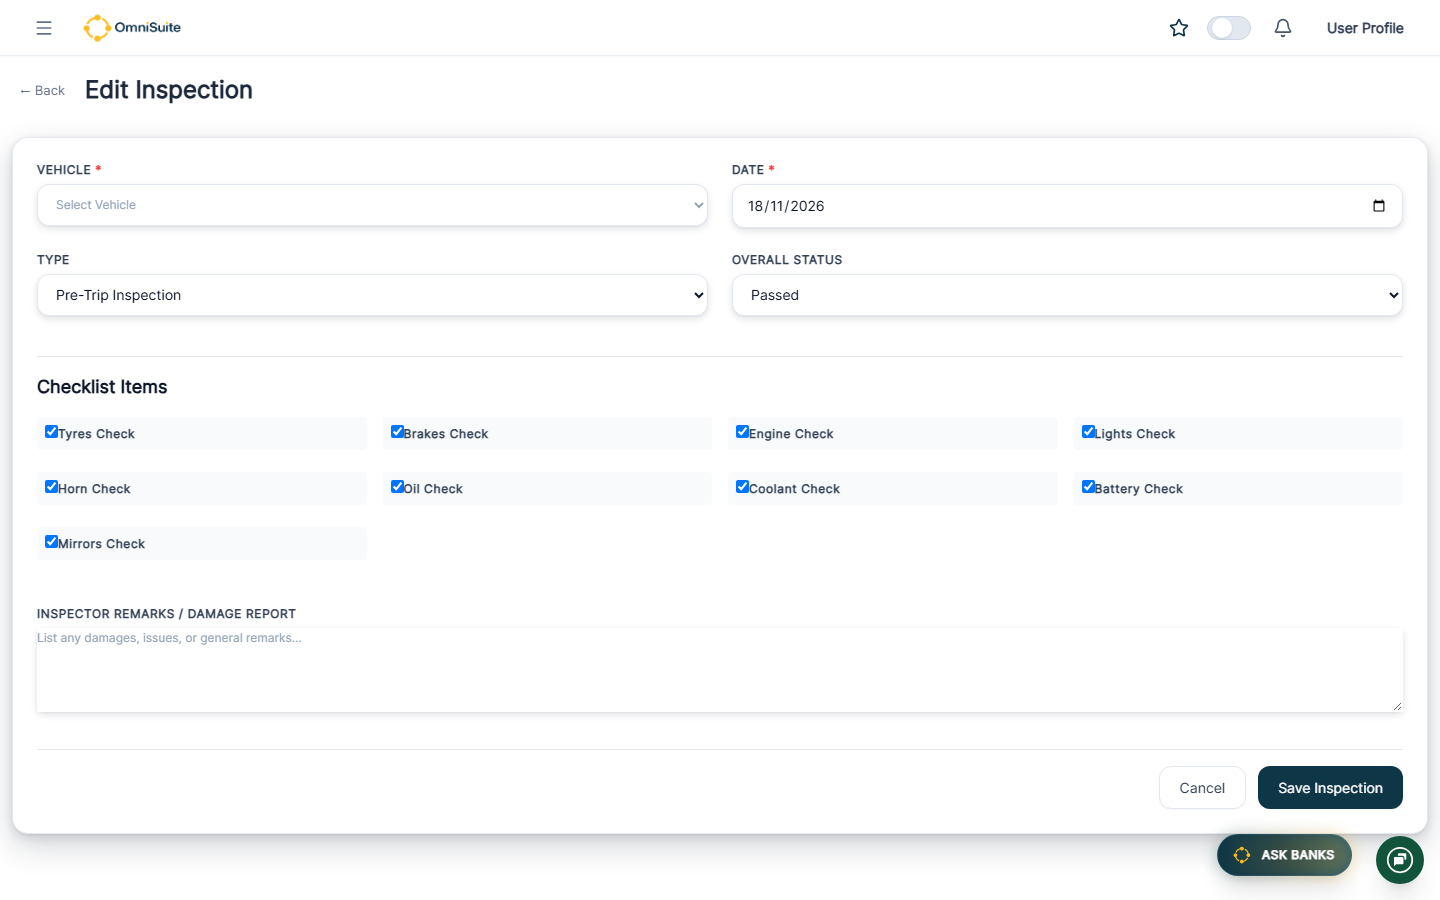 OmniSuite
User Profile
← Back
Edit Inspection
VEHICLE *
DATE *
Select Vehicle
18/11/2026
TYPE
OVERALL STATUS
Pre-Trip Inspection
Passed
Checklist Items
Tyres Check
Brakes Check
Engine Check
Lights Check
Horn Check
Oil Check
Coolant Check
Battery Check
Mirrors Check
INSPECTOR REMARKS / DAMAGE REPORT
List any damages, issues, or general remarks...
Cancel
Save Inspection
ASK BANKS